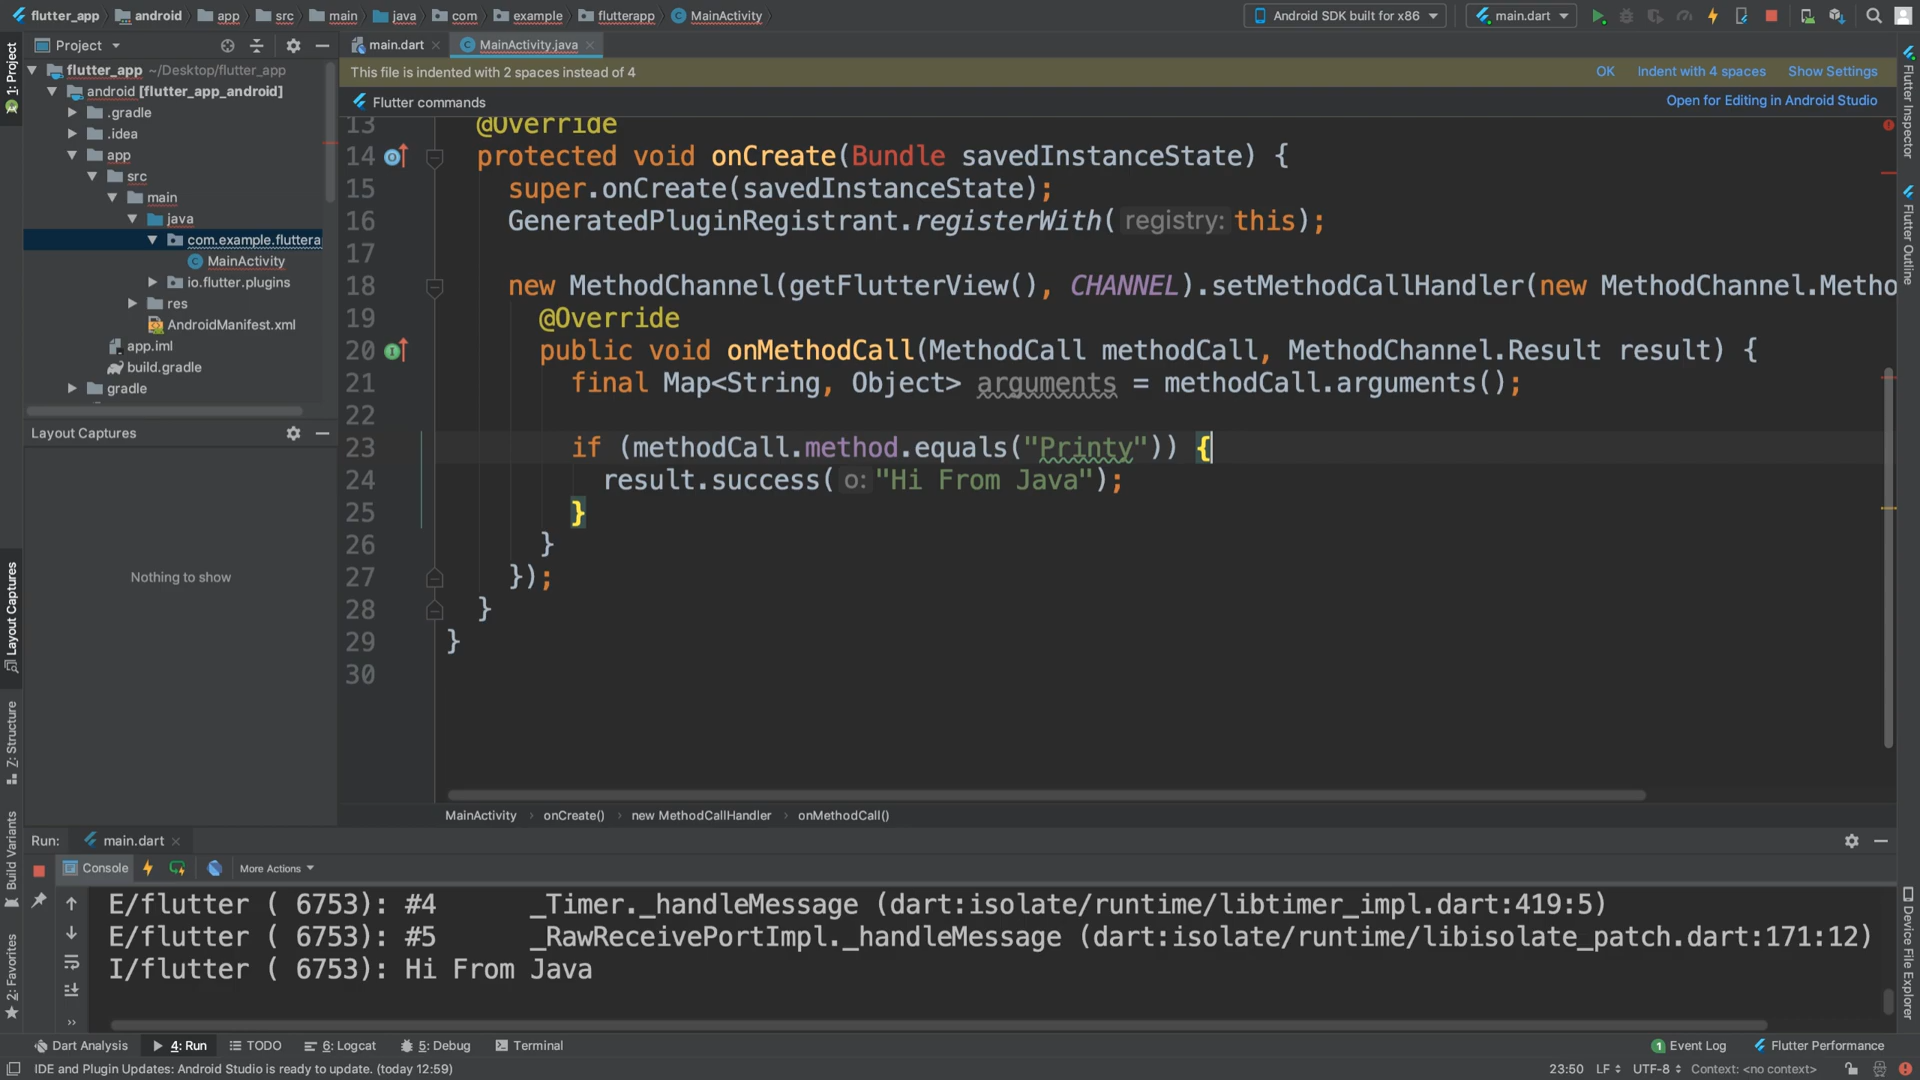 flutter_app android app src main java com example flutterapp MainActivity Android SDK built for x86 main.dart
Project
main.dart MainActivity.java
This file is indented with 2 spaces instead of 4 OK Indent with 4 spaces Show Settings
Flutter commands Open for Editing in Android Studio
flutter_app ~/Desktop/flutter_app
android [flutter_app_android]
.gradle
.idea
app
src
main
java
com.example.fluttera
MainActivity
io.flutter.plugins
res
AndroidManifest.xml
app.iml
build.gradle
gradle
Layout Captures
Nothing to show
1: Project
Layout Captures
Z: Structure
Build Variants
2: Favorites
13 @Override
14 protected void onCreate(Bundle savedInstanceState) {
15 super.onCreate(savedInstanceState);
16 GeneratedPluginRegistrant.registerWith( registry: this);
17
18 new MethodChannel(getFlutterView(), CHANNEL).setMethodCallHandler(new MethodChannel.Metho
19 @Override
20 public void onMethodCall(MethodCall methodCall, MethodChannel.Result result) {
21 final Map<String, Object> arguments = methodCall.arguments();
22
23 if (methodCall.method.equals("Printy")) {
24 result.success( o: "Hi From Java");
25 }
26 }
27 });
28 }
29 }
30
MainActivity › onCreate() › new MethodCallHandler › onMethodCall()
Flutter Inspector
Flutter Outline
Device File Explorer
Run: main.dart
Console More Actions
E/flutter ( 6753): #4 _Timer._handleMessage (dart:isolate/runtime/libtimer_impl.dart:419:5)
E/flutter ( 6753): #5 _RawReceivePortImpl._handleMessage (dart:isolate/runtime/libisolate_patch.dart:171:12)
I/flutter ( 6753): Hi From Java
Dart Analysis 4: Run TODO 6: Logcat 5: Debug Terminal 1 Event Log Flutter Performance
IDE and Plugin Updates: Android Studio is ready to update. (today 12:59) 23:50 LF UTF-8 Context: <no context>